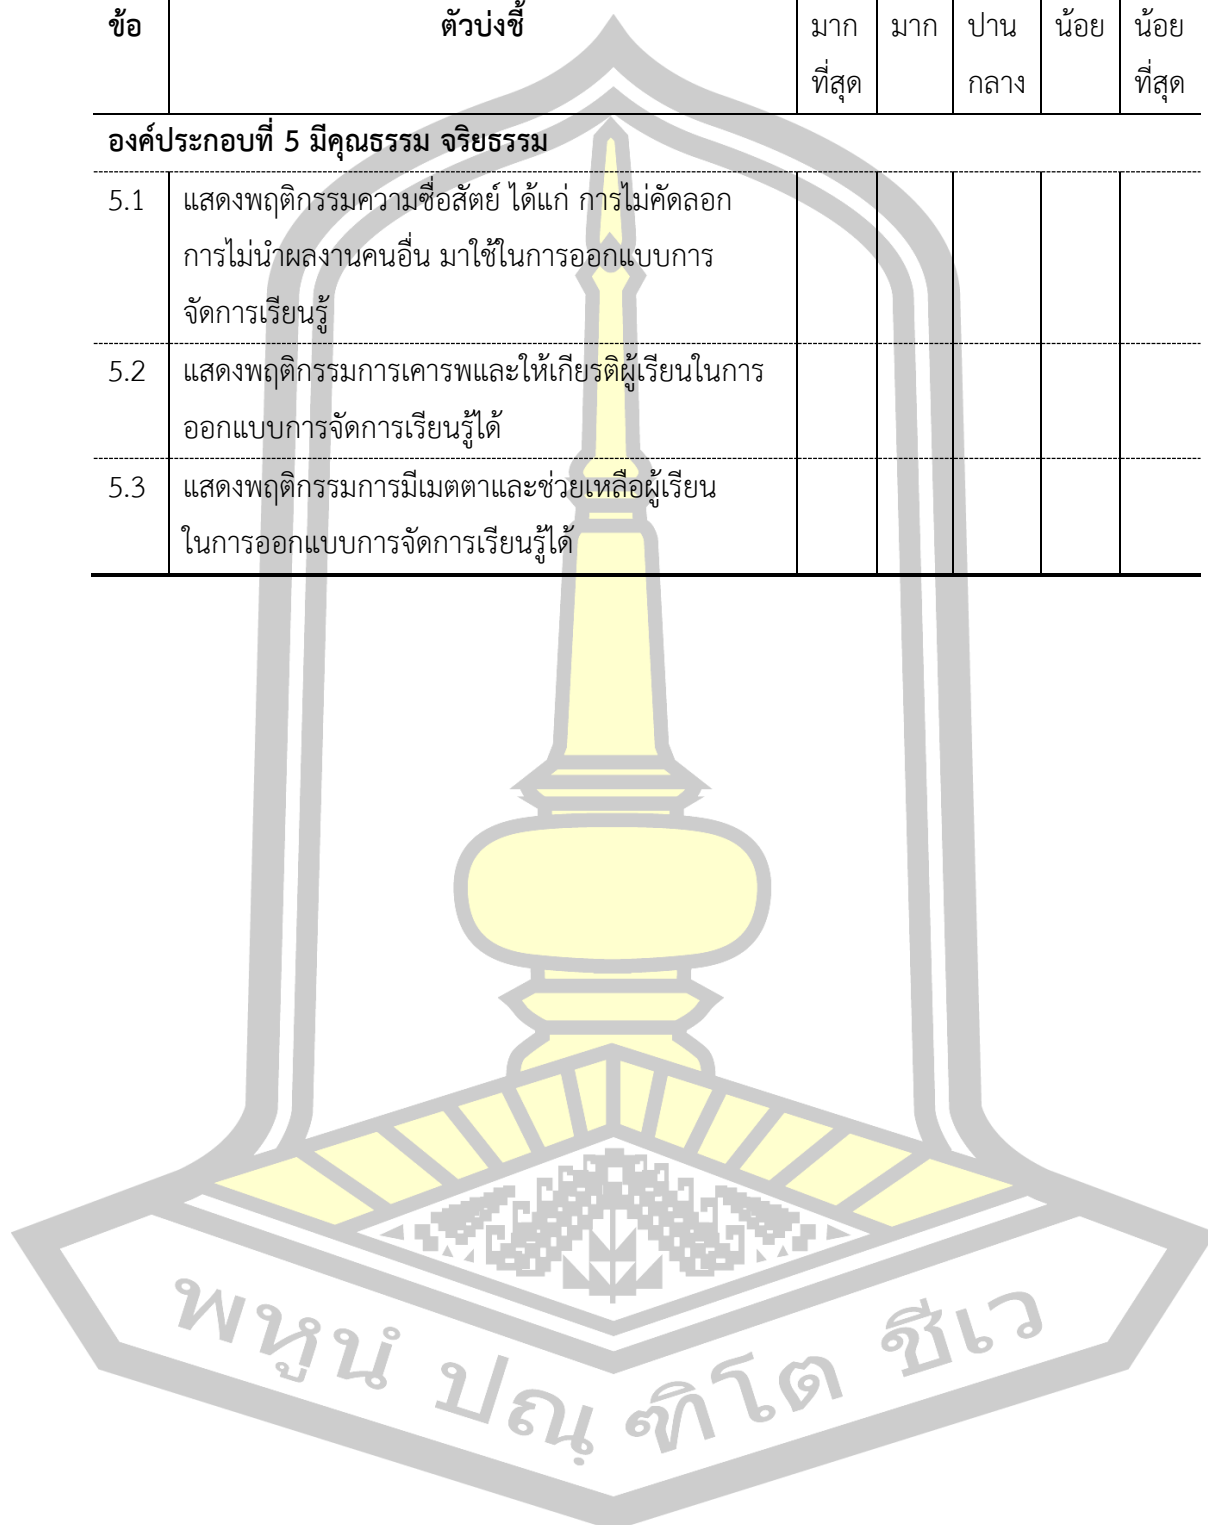 ข้อ ตัวบ่งชี้ มาก มาก ปาน น้อย น้อย
ที่สุด กลาง ที่สุด
องค์ประกอบที่ 5 มีคุณธรรม จริยธรรม
5.1 แสดงพฤติกรรมความซื่อสัตย์ ได้แก่ การไม่คัดลอก
การไม่นำผลงานคนอื่น มาใช้ในการออกแบบการ
จัดการเรียนรู้
5.2 แสดงพฤติกรรมการเคารพและให้เกียรติผู้เรียนในการ
ออกแบบการจัดการเรียนรู้ได้
5.3 แสดงพฤติกรรมการมีเมตตาและช่วยเหลือผู้เรียน
ในการออกแบบการจัดการเรียนรู้ได้
พหูนํ ปณฺฑิโต ชีเว